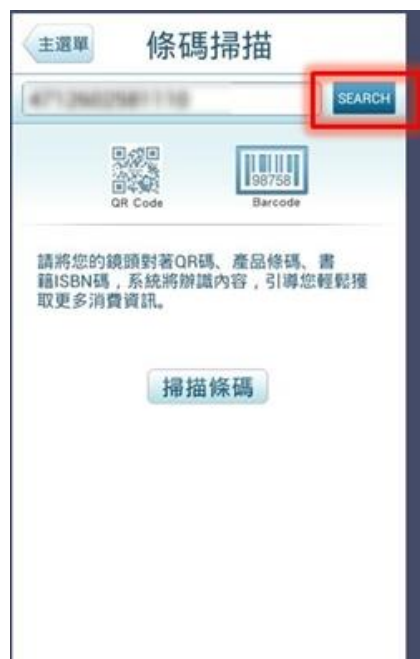 主選單
條碼掃描
SEARCH
98758
QR Code
Barcode
請將您的鏡頭對著QR碼、產品條碼、書
籍ISBN碼，系統將辦識內容，引導您輕鬆獲
取更多消費資訊。
掃描條碼